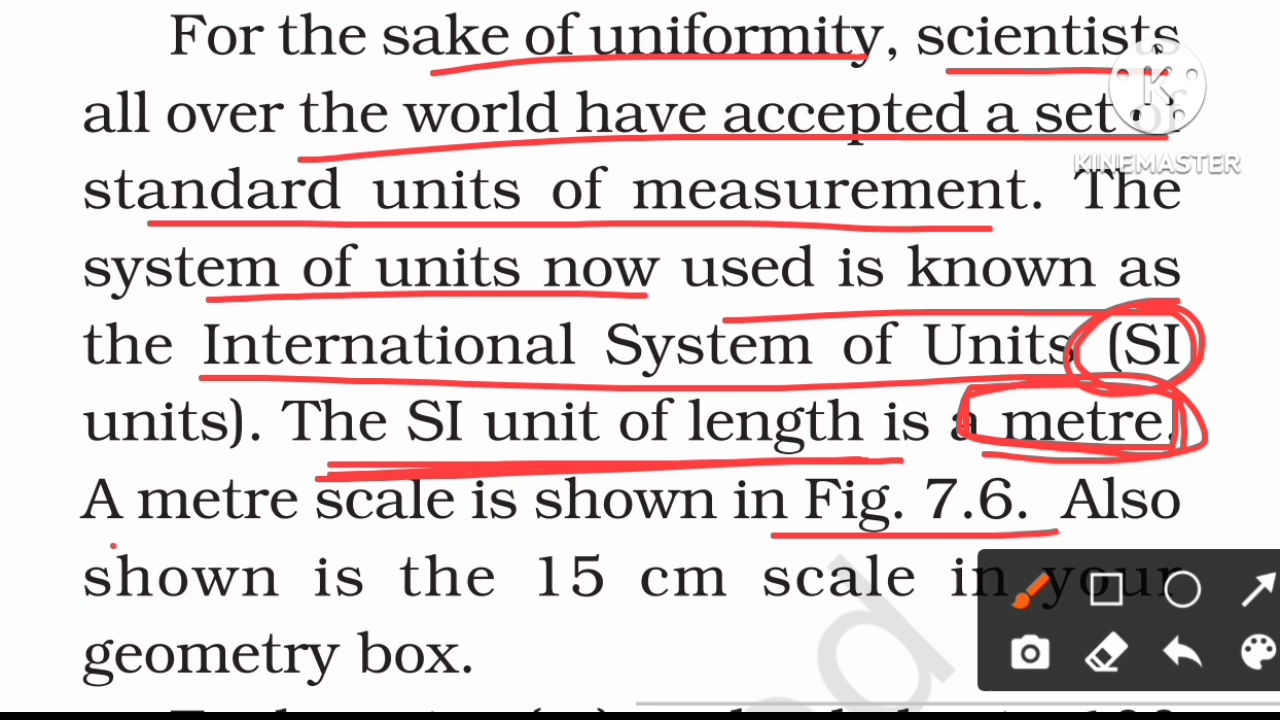 For the sake of uniformity, scientists
all over the world have accepted a set of
KINEMASTER
standard units of measurement. The
system of units now used is known as
the International System of Units (SI
units). The SI unit of length is a metre.
A metre scale is shown in Fig. 7.6. Also
shown is the 15 cm scale in your
geometry box.